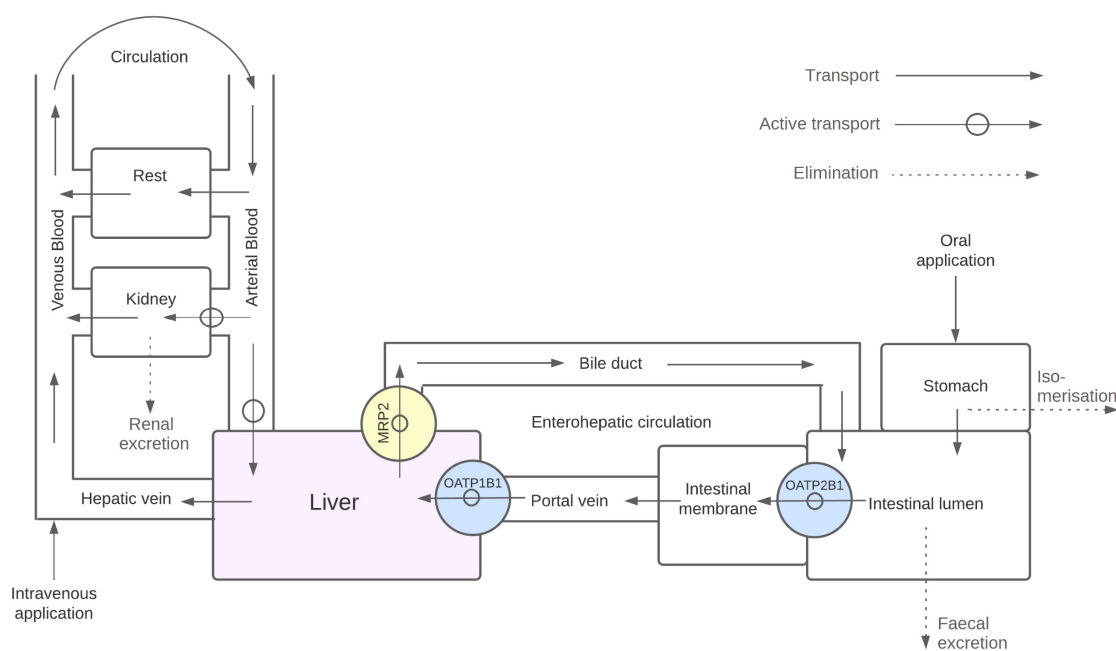 Circulation
Transport
Active transport
Elimination
Rest
Venous Blood
Arterial Blood
Oral
application
Kidney
Renal
excretion
Bile duct
Stomach
Iso-
merisation
MRP2
Enterohepatic circulation
Hepatic vein
Liver
OATP1B1
Portal vein
Intestinal
membrane
OATP2B1
Intestinal lumen
Intravenous
application
Faecal
excretion